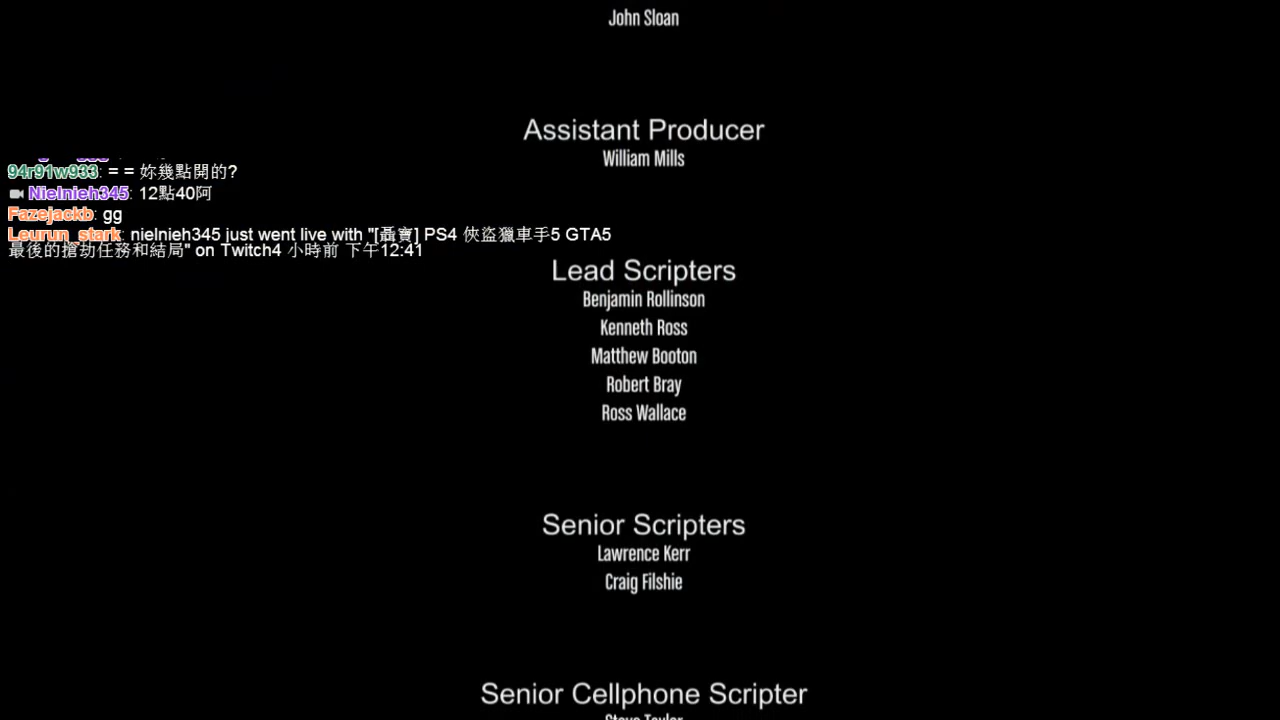 John Sloan
Assistant Producer
William Mills
94r91w933: = = 妳幾點開的?
Nielnieh345: 12點40阿
Fazejackb: gg
Leurun_stark: nielnieh345 just went live with "[聶寶] PS4 俠盜獵車手5 GTA5
最後的搶劫任務和結局" on Twitch4 小時前 下午12:41
Lead Scripters
Benjamin Rollinson
Kenneth Ross
Matthew Booton
Robert Bray
Ross Wallace
Senior Scripters
Lawrence Kerr
Craig Filshie
Senior Cellphone Scripter